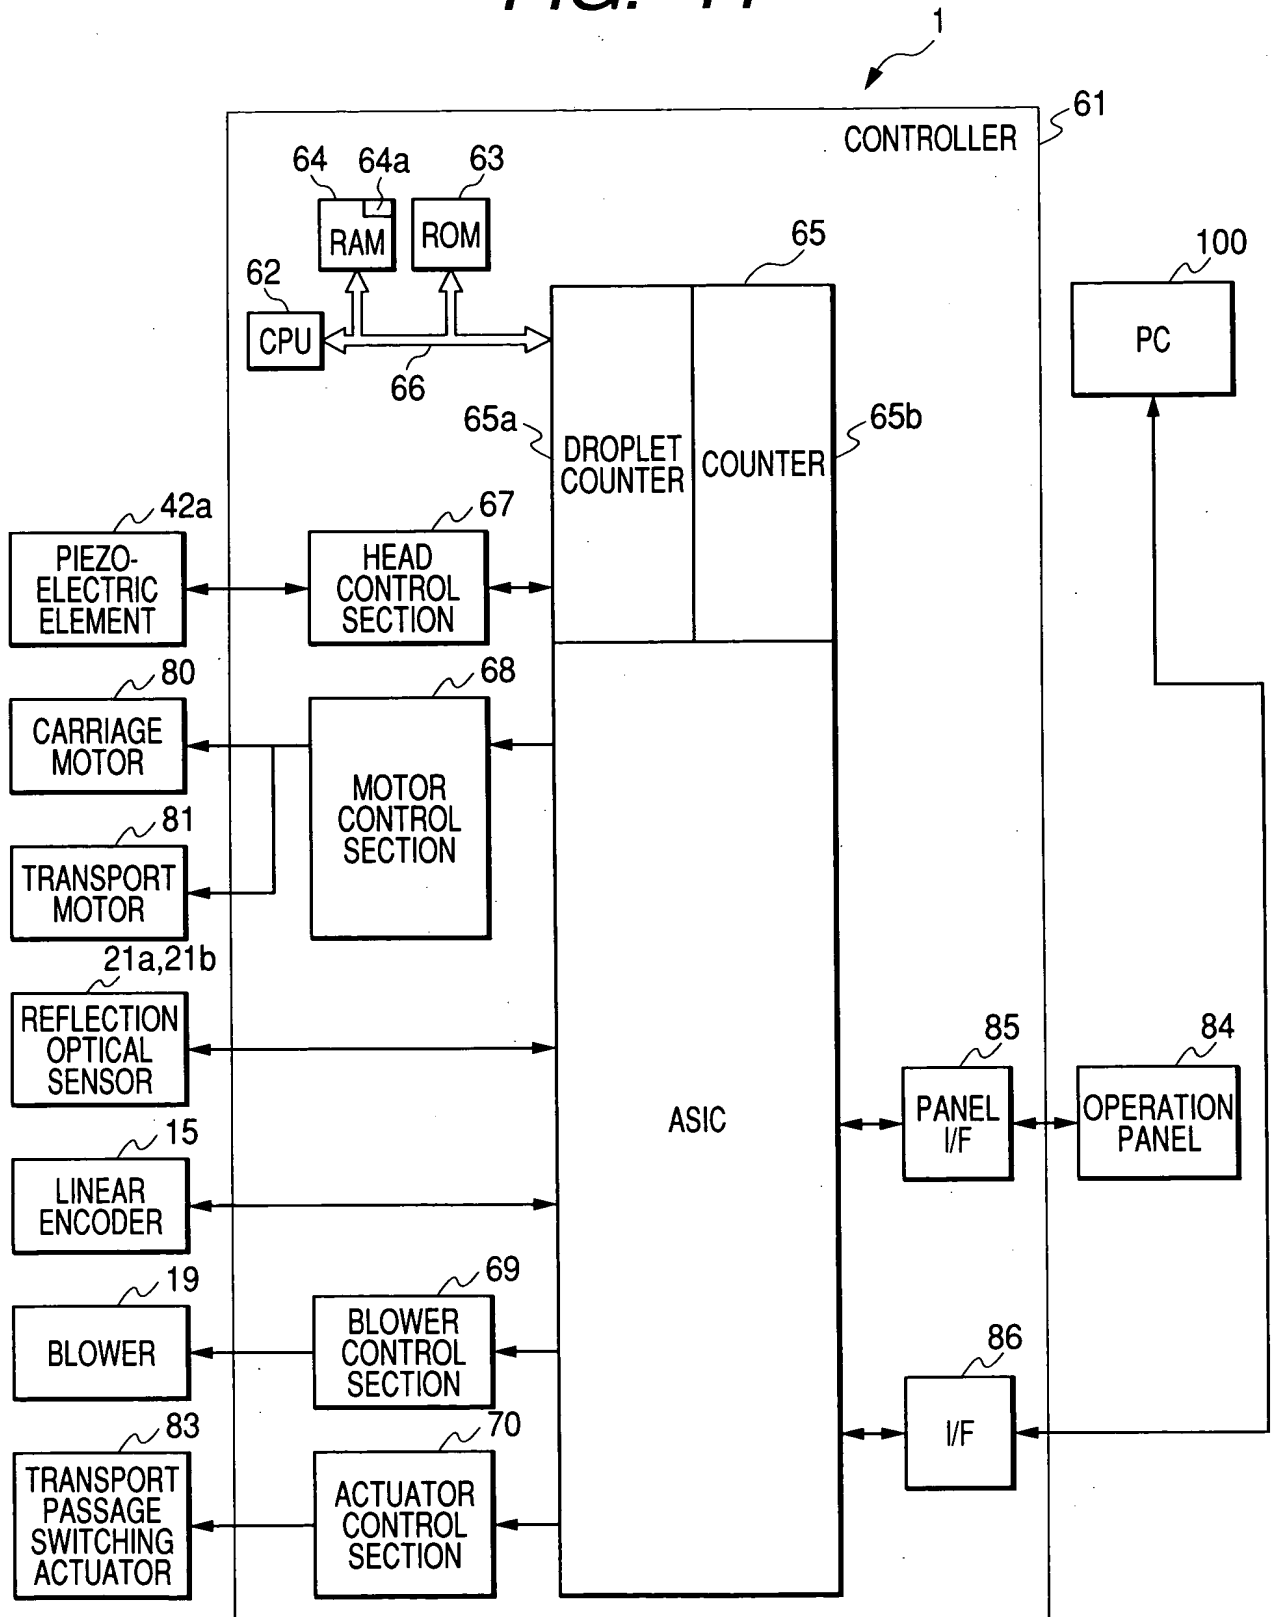 1
61
CONTROLLER
64
64a
63
RAM
ROM
65
62
CPU
66
100
PC
65a
65b
DROPLET
COUNTER
COUNTER
42a
PIEZO-
ELECTRIC
ELEMENT
67
HEAD
CONTROL
SECTION
80
CARRIAGE
MOTOR
68
MOTOR
CONTROL
SECTION
81
TRANSPORT
MOTOR
21a,21b
REFLECTION
OPTICAL
SENSOR
ASIC
85
PANEL
I/F
84
OPERATION
PANEL
15
LINEAR
ENCODER
19
BLOWER
69
BLOWER
CONTROL
SECTION
86
I/F
83
TRANSPORT
PASSAGE
SWITCHING
ACTUATOR
70
ACTUATOR
CONTROL
SECTION